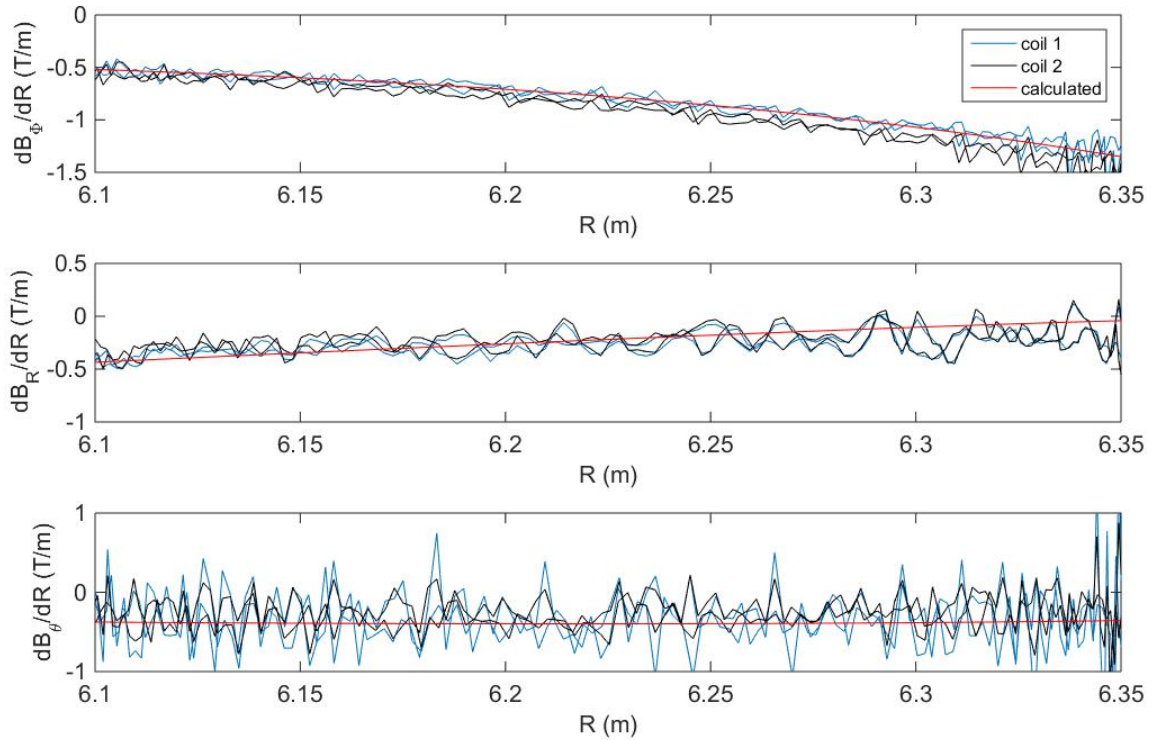 0
-0.5
-1
-1.5
dB_Φ/dR (T/m)
6.1 6.15 6.2 6.25 6.3 6.35
R (m)
coil 1
coil 2
calculated
0.5
0
-0.5
-1
dB_R/dR (T/m)
6.1 6.15 6.2 6.25 6.3 6.35
R (m)
1
0
-1
dB_θ/dR (T/m)
6.1 6.15 6.2 6.25 6.3 6.35
R (m)